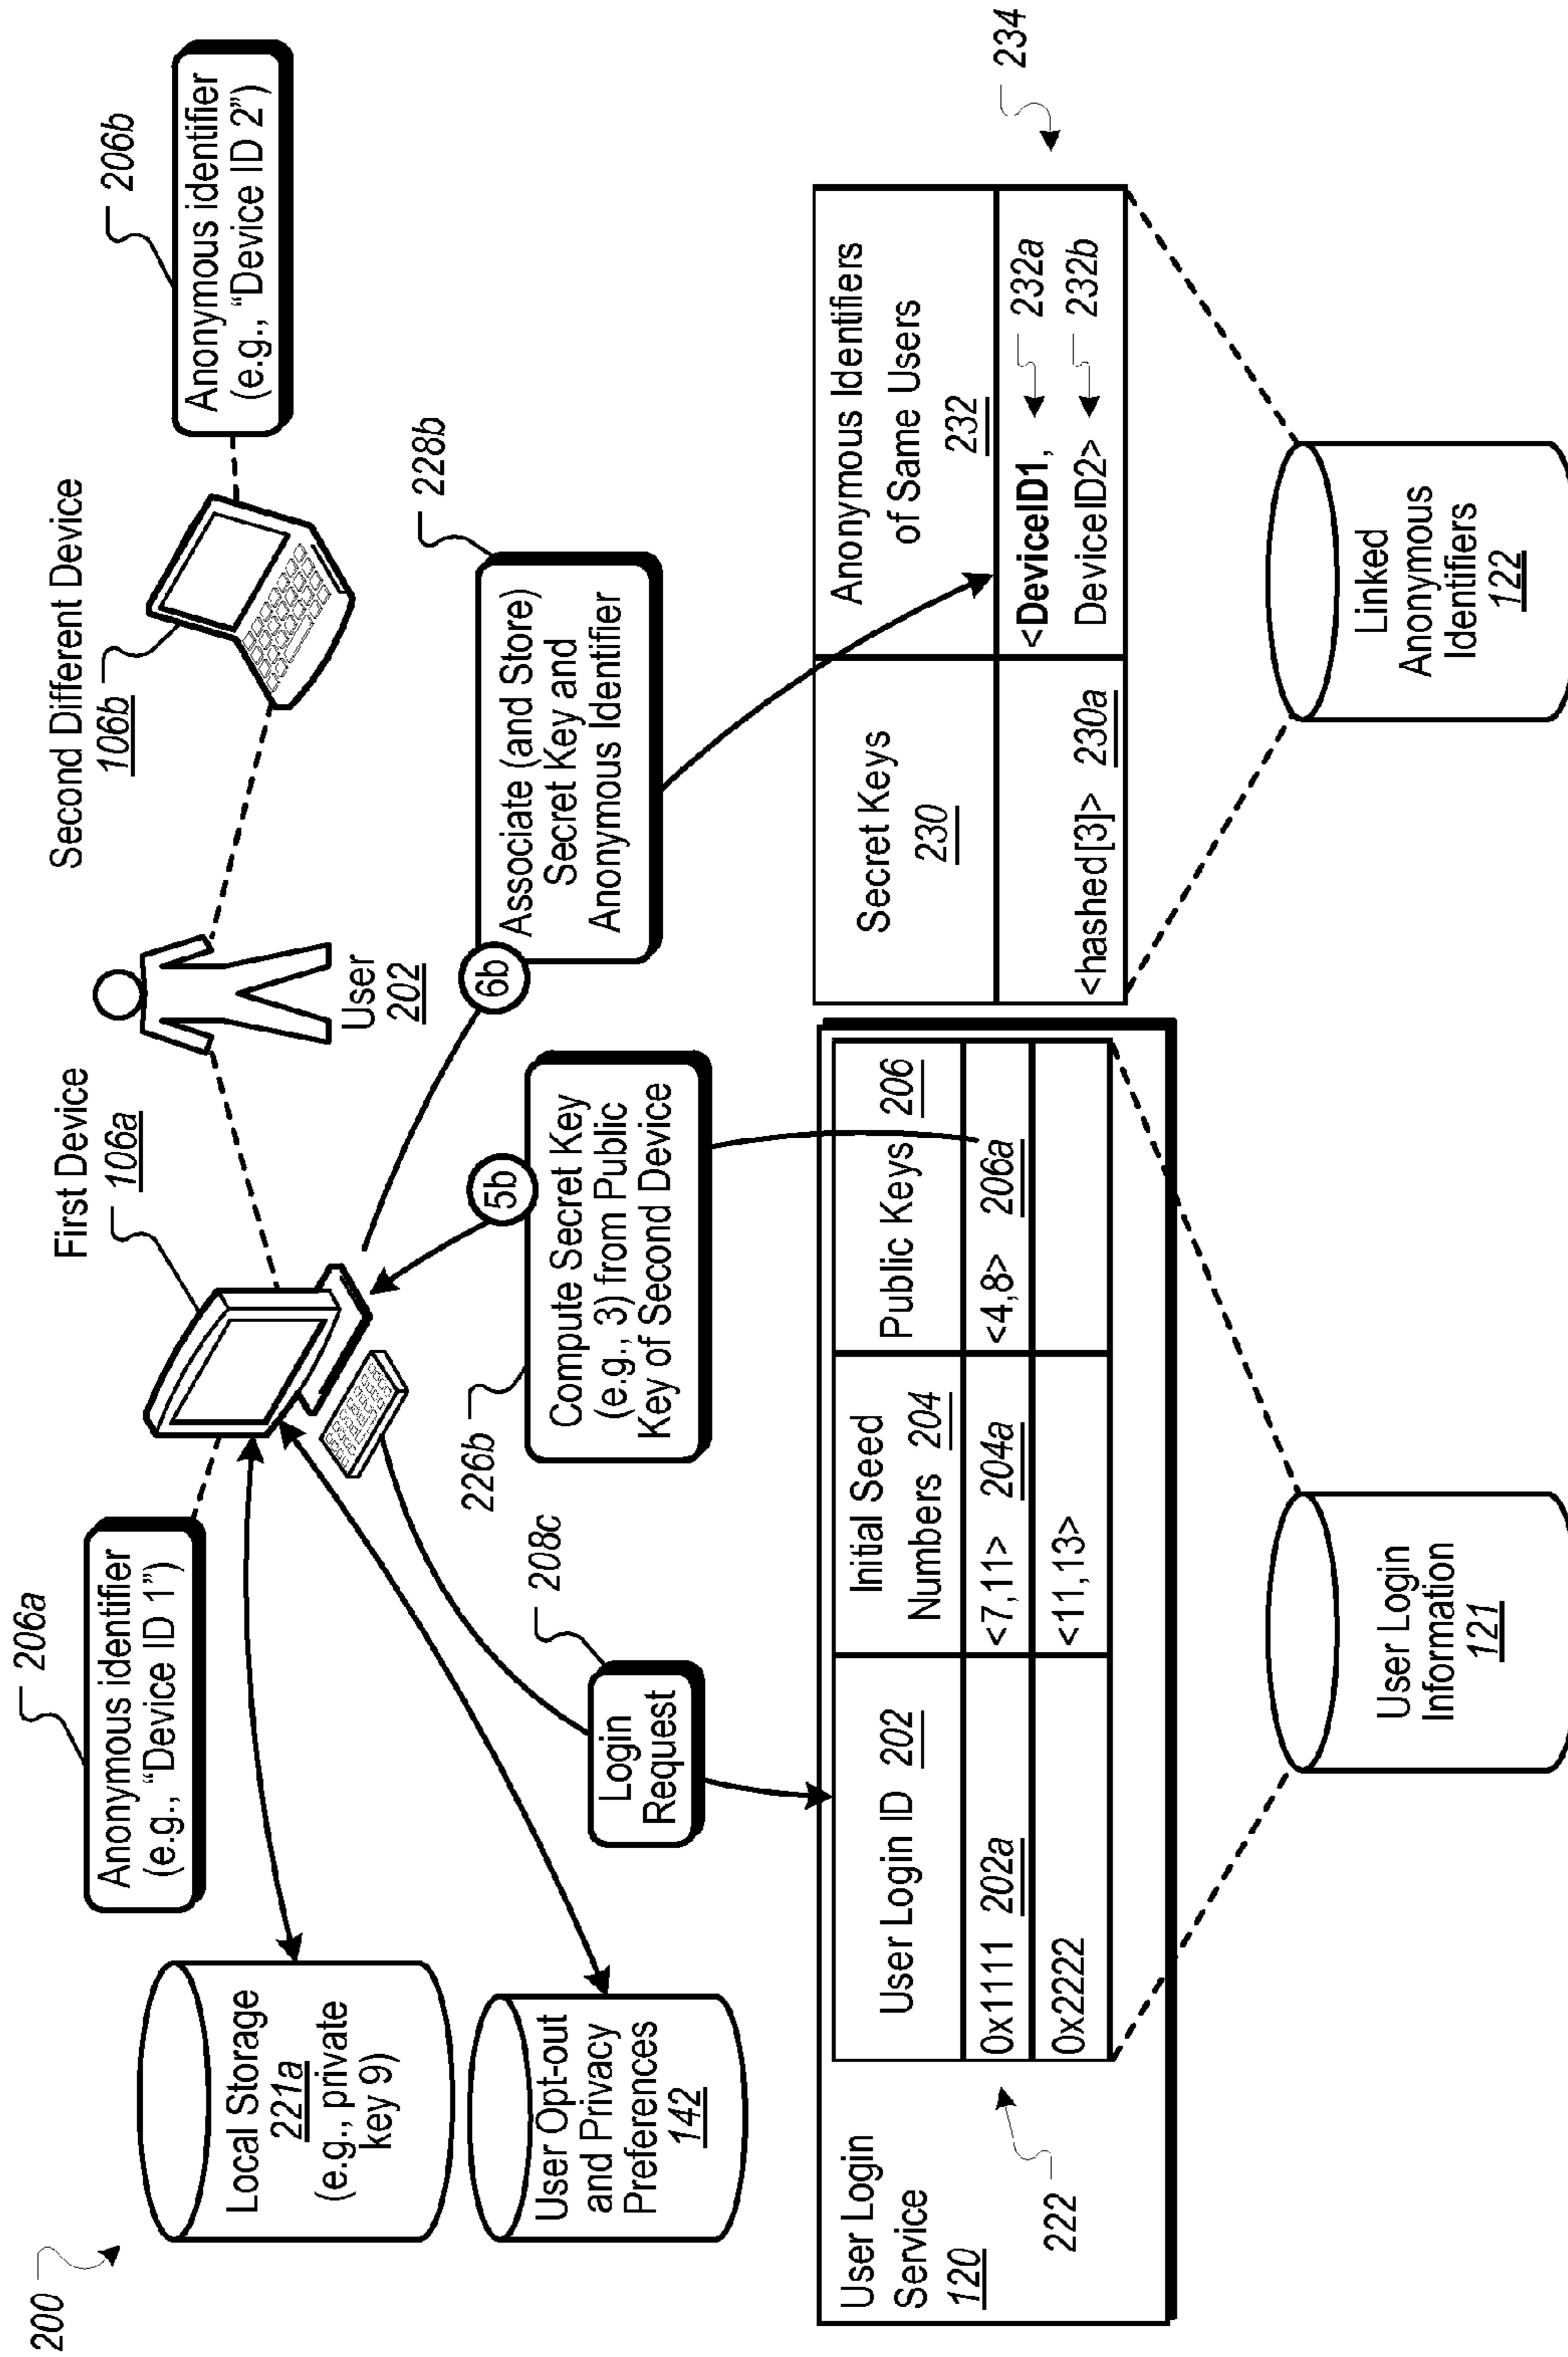 200
Local Storage
221a
(e.g., private
key 9)
User Opt-out
and Privacy
Preferences
142
206a
Anonymous identifier
(e.g., “Device ID 1”)
First Device
106a
User
202
Second Different Device
106b
206b
Anonymous identifier
(e.g., “Device ID 2”)
208c
Login
Request
226b
5b
Compute Secret Key
(e.g., 3) from Public
Key of Second Device
6b
228b
Associate (and Store)
Secret Key and
Anonymous Identifier
User Login
Service
120
222
User Login ID 202
Initial Seed
Numbers 204
Public Keys 206
0x1111 202a
<7,11> 204a
<4,8> 206a
0x2222
<11,13>
Secret Keys
230
Anonymous Identifiers
of Same Users
232
<hashed[3]> 230a
<DeviceID1, 232a
DeviceID2> 232b
234
User Login
Information
121
Linked
Anonymous
Identifiers
122